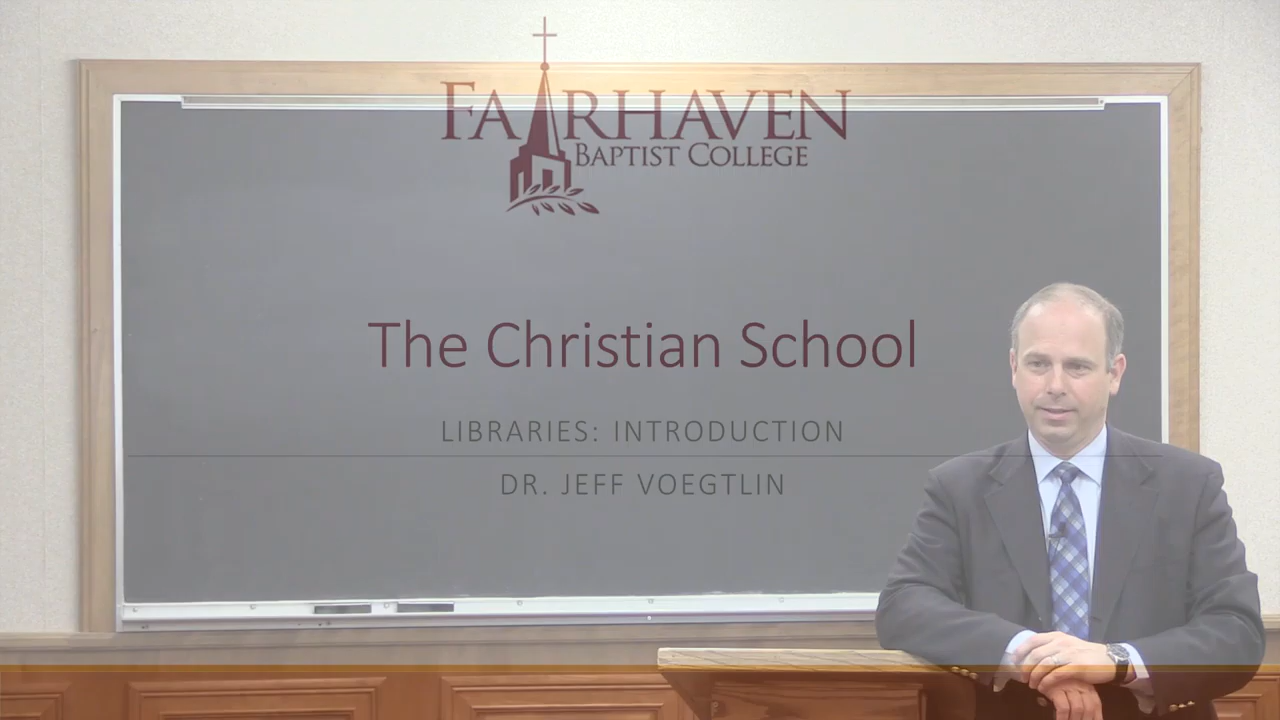 FAIRHAVEN
BAPTIST COLLEGE
The Christian School
LIBRARIES: INTRODUCTION
DR. JEFF VOEGTLIN